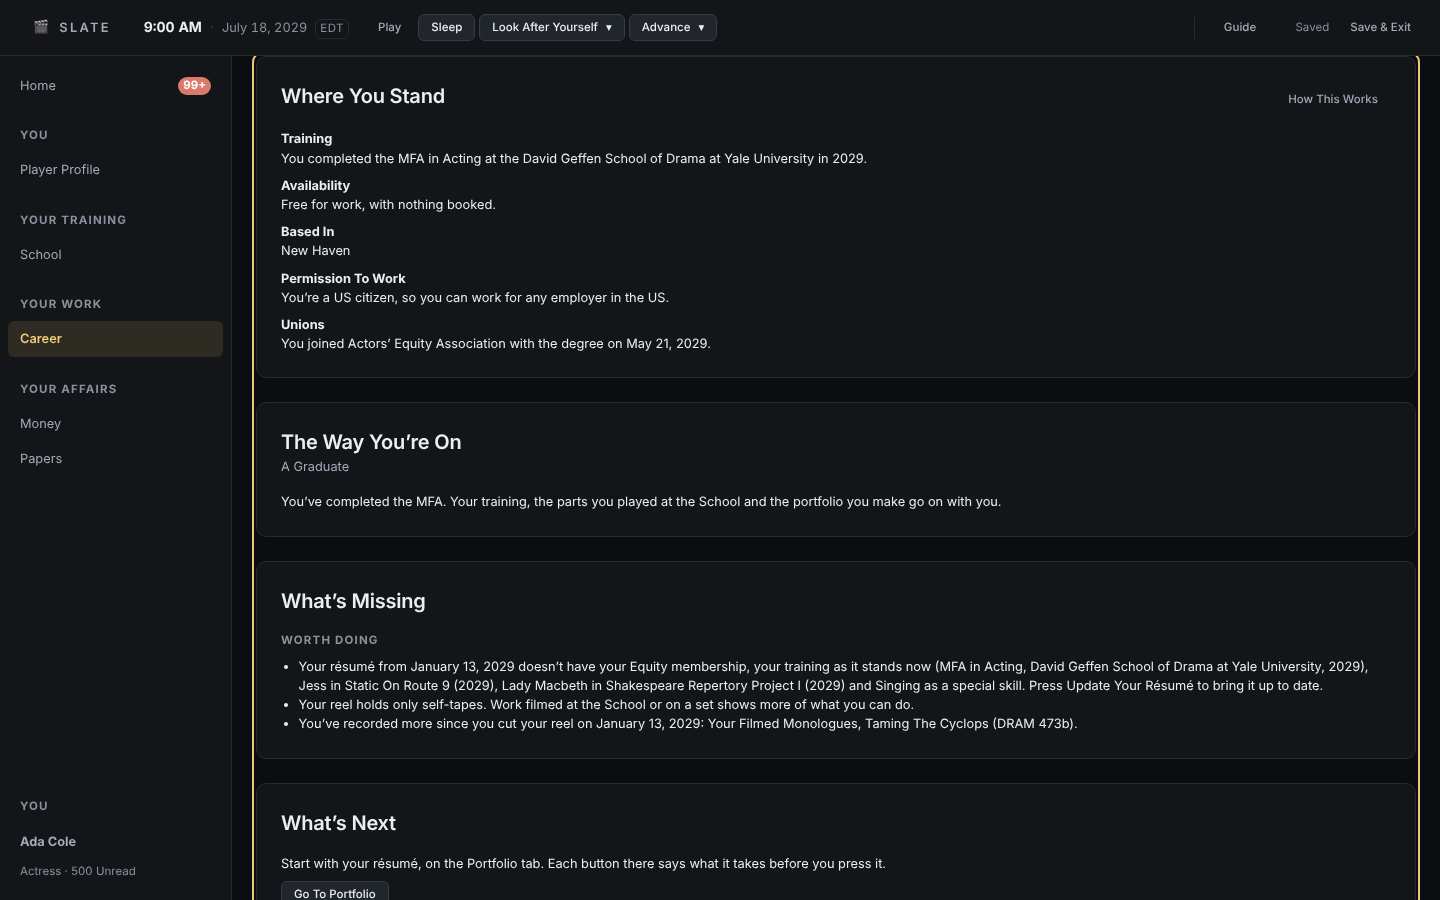 SLATE
9:00 AM · July 18, 2029 EDT
Play
Sleep
Look After Yourself ▾
Advance ▾
Guide
Saved
Save & Exit
Home
99+
YOU
Player Profile
YOUR TRAINING
School
YOUR WORK
Career
YOUR AFFAIRS
Money
Papers
YOU
Ada Cole
Actress · 500 Unread
Where You Stand
How This Works
Training
You completed the MFA in Acting at the David Geffen School of Drama at Yale University in 2029.
Availability
Free for work, with nothing booked.
Based In
New Haven
Permission To Work
You’re a US citizen, so you can work for any employer in the US.
Unions
You joined Actors’ Equity Association with the degree on May 21, 2029.
The Way You’re On
A Graduate
You’ve completed the MFA. Your training, the parts you played at the School and the portfolio you make go on with you.
What’s Missing
WORTH DOING
• Your résumé from January 13, 2029 doesn’t have your Equity membership, your training as it stands now (MFA in Acting, David Geffen School of Drama at Yale University, 2029),
Jess in Static On Route 9 (2029), Lady Macbeth in Shakespeare Repertory Project I (2029) and Singing as a special skill. Press Update Your Résumé to bring it up to date.
• Your reel holds only self-tapes. Work filmed at the School or on a set shows more of what you can do.
• You’ve recorded more since you cut your reel on January 13, 2029: Your Filmed Monologues, Taming The Cyclops (DRAM 473b).
What’s Next
Start with your résumé, on the Portfolio tab. Each button there says what it takes before you press it.
Go To Portfolio